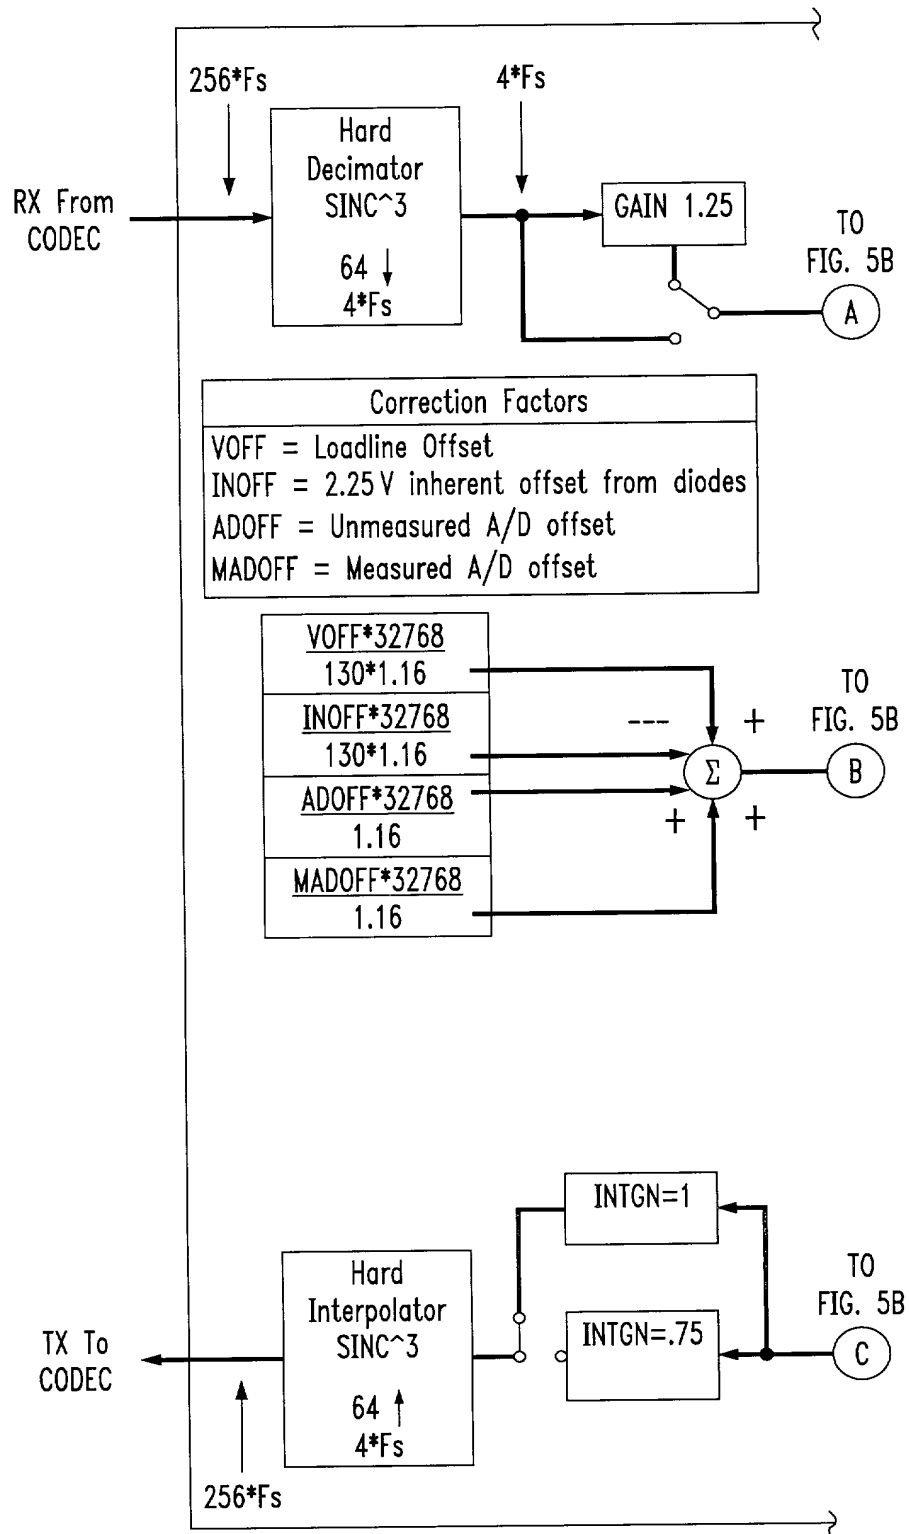 256*Fs
4*Fs
Hard
Decimator
SINC^3
64
4*Fs
RX From
CODEC
GAIN 1.25
TO
FIG. 5B
A
Correction Factors
VOFF = Loadline Offset
INOFF = 2.25 V inherent offset from diodes
ADOFF = Unmeasured A/D offset
MADOFF = Measured A/D offset
VOFF*32768
130*1.16
INOFF*32768
130*1.16
ADOFF*32768
1.16
MADOFF*32768
1.16
--- +
Σ
+ +
TO
FIG. 5B
B
INTGN=1
INTGN=.75
TO
FIG. 5B
C
Hard
Interpolator
SINC^3
64
4*Fs
TX To
CODEC
256*Fs